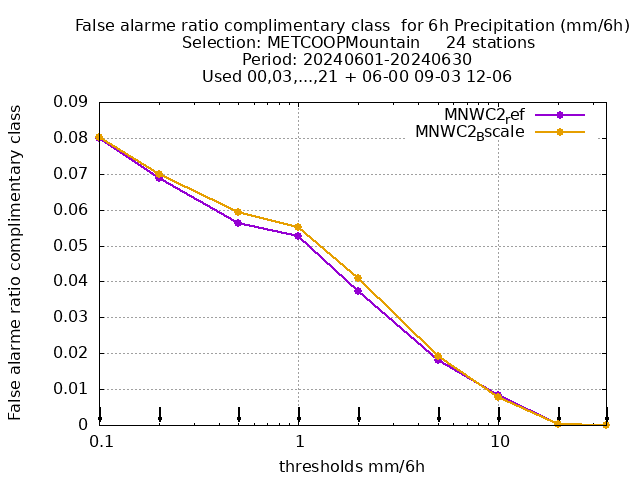 False alarme ratio complimentary class  for 6h Precipitation (mm/6h)
Selection: METCOOPMountain     24 stations
Period: 20240601-20240630
Used 00,03,...,21 + 06-00 09-03 12-06
MNWC2ref
MNWC2Bscale
False alarme ratio complimentary class
0.09
0.08
0.07
0.06
0.05
0.04
0.03
0.02
0.01
0
0.1
1
10
thresholds mm/6h